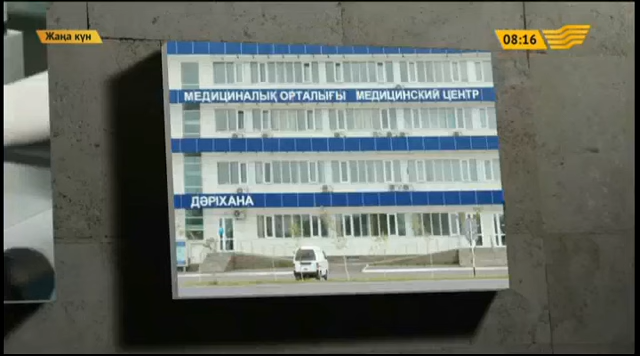 Жаңа күн
08:16
МЕДИЦИНАЛЫҚ ОРТАЛЫҒЫ МЕДИЦИНСКИЙ ЦЕНТР
ДӘРІХАНА